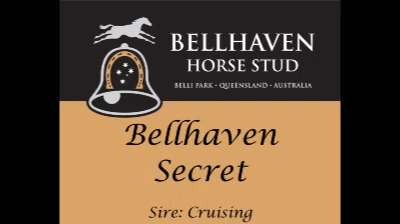 BELLHAVEN
HORSE STUD
BELLI PARK • QUEENSLAND • AUSTRALIA
Bellhaven
Secret
Sire: Cruising